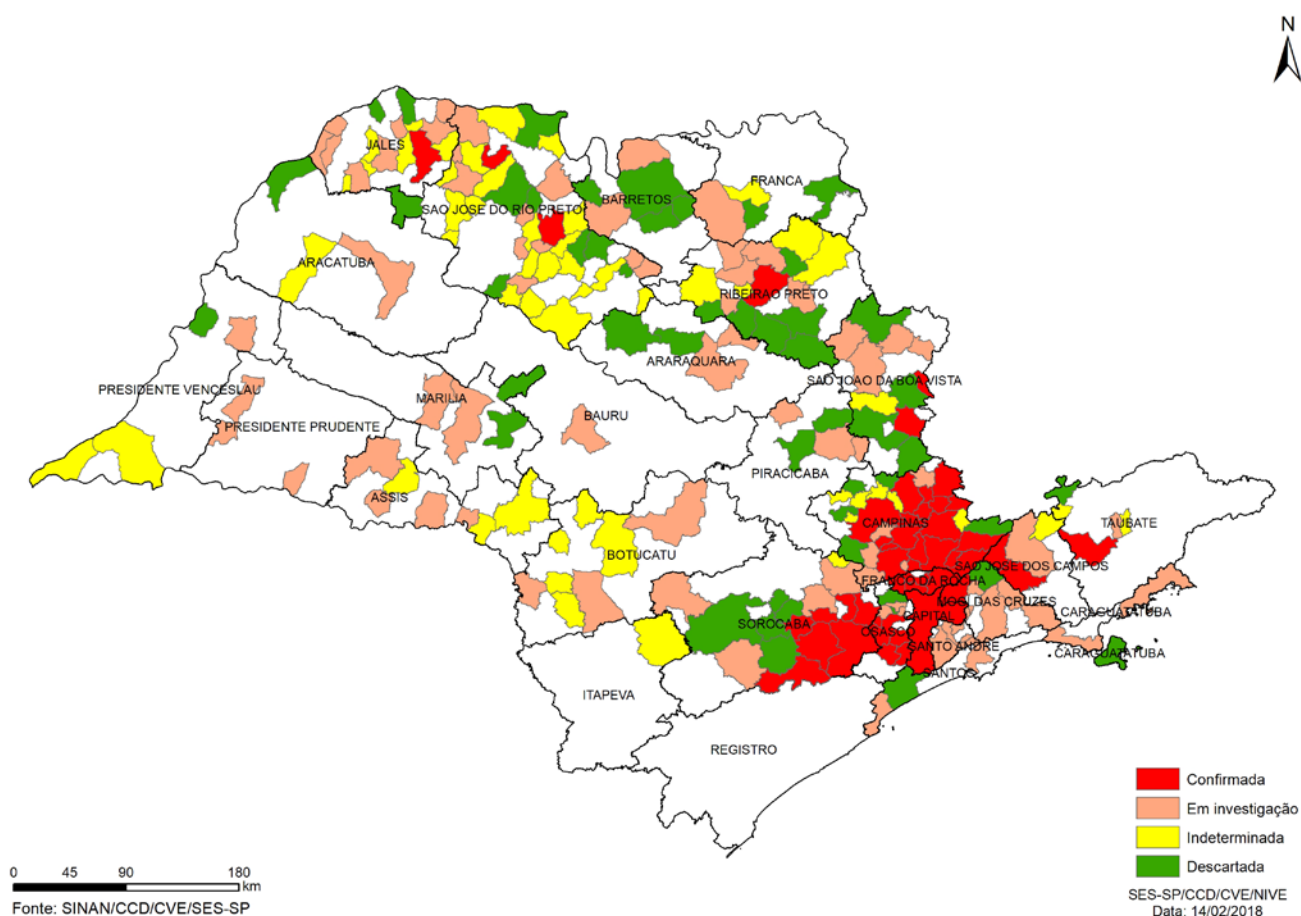 N
JALES
FRANCA
BARRETOS
SAO JOSE DO RIO PRETO
ARACATUBA
RIBEIRAO PRETO
ARARAQUARA
SAO JOAO DA BOA VISTA
PRESIDENTE VENCESLAU
MARILIA
BAURU
PRESIDENTE PRUDENTE
PIRACICABA
ASSIS
CAMPINAS
TAUBATE
BOTUCATU
SAO JOSE DOS CAMPOS
FRANCO DA ROCHA
MOGI DAS CRUZES
CARAGUATATUBA
CAPITAL
SOROCABA
OSASCO
SANTO ANDRE
CARAGUATATUBA
SANTOS
ITAPEVA
REGISTRO
Confirmada
Em investigação
Indeterminada
Descartada
0 45 90 180
km
Fonte: SINAN/CCD/CVE/SES-SP
SES-SP/CCD/CVE/NIVE
Data: 14/02/2018